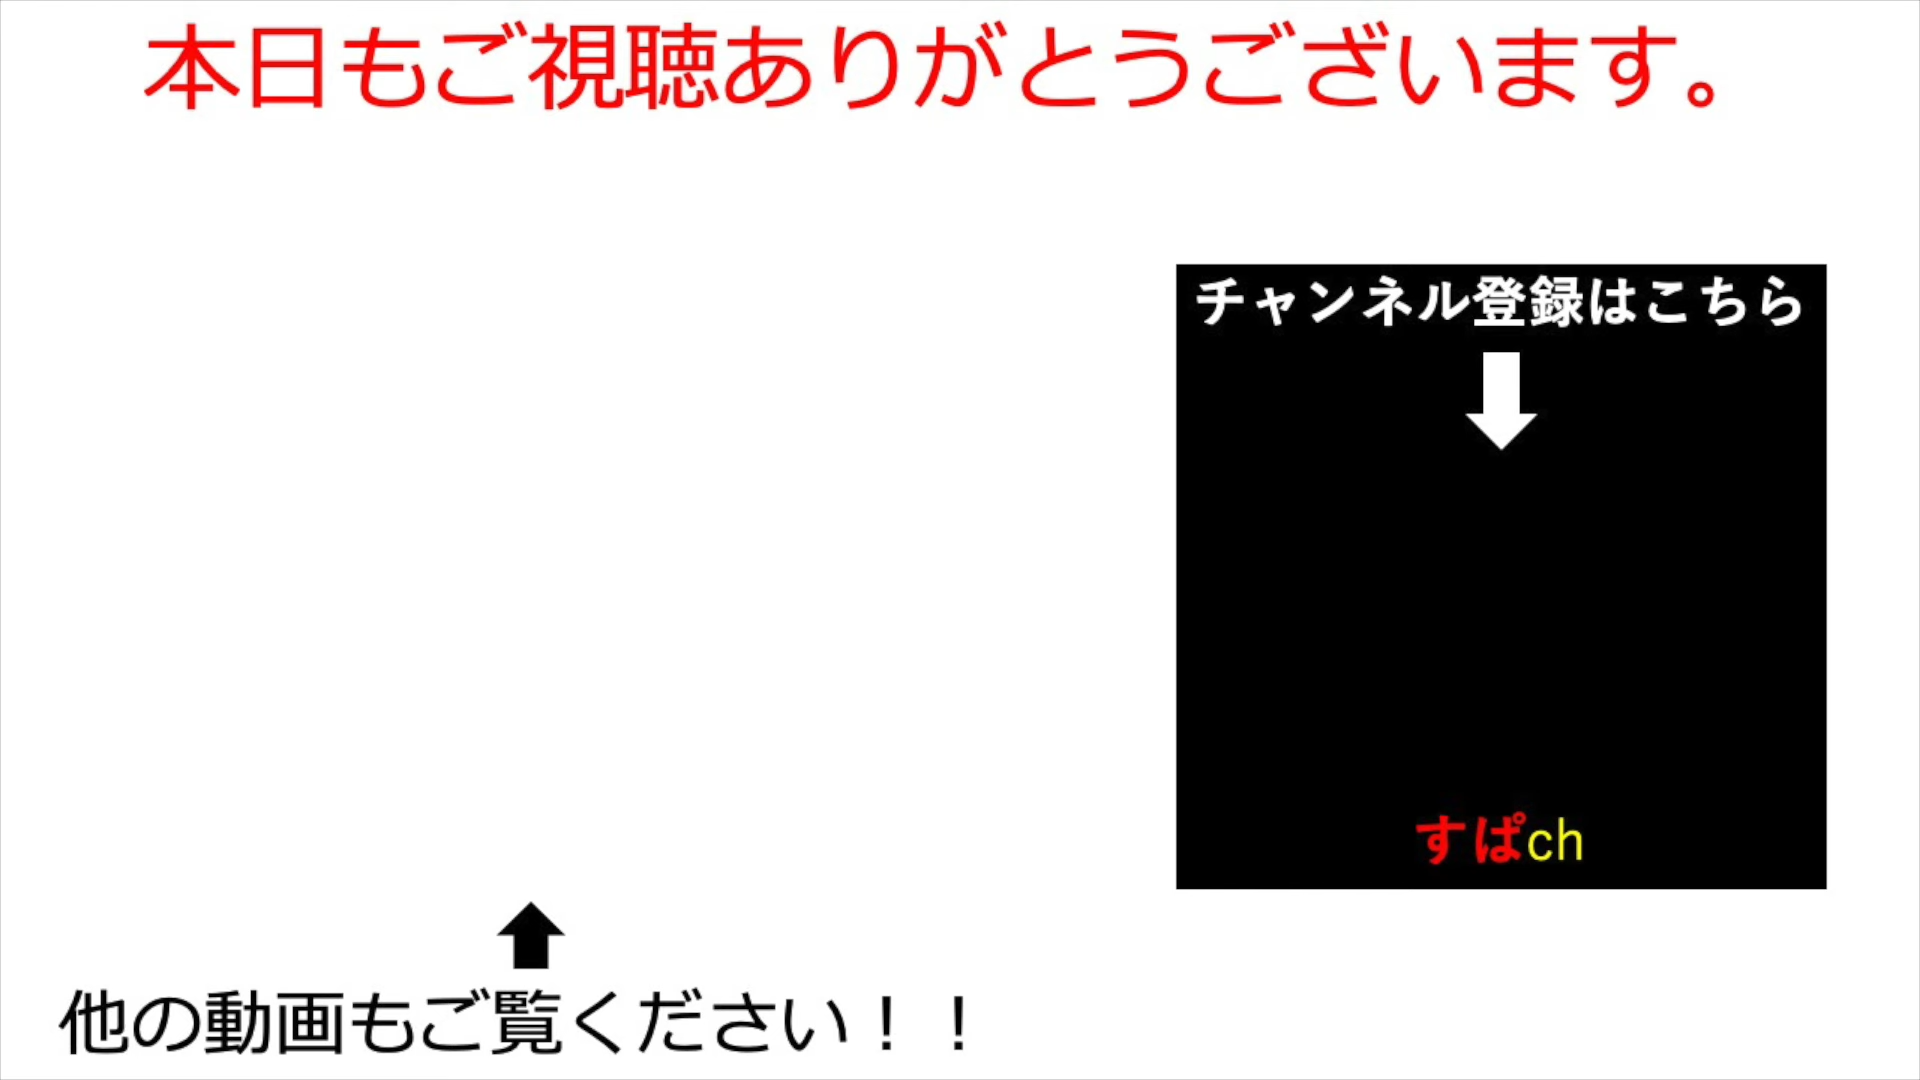 本日もご視聴ありがとうございます。
チャンネル登録はこちら
すぱch
他の動画もご覧ください！！